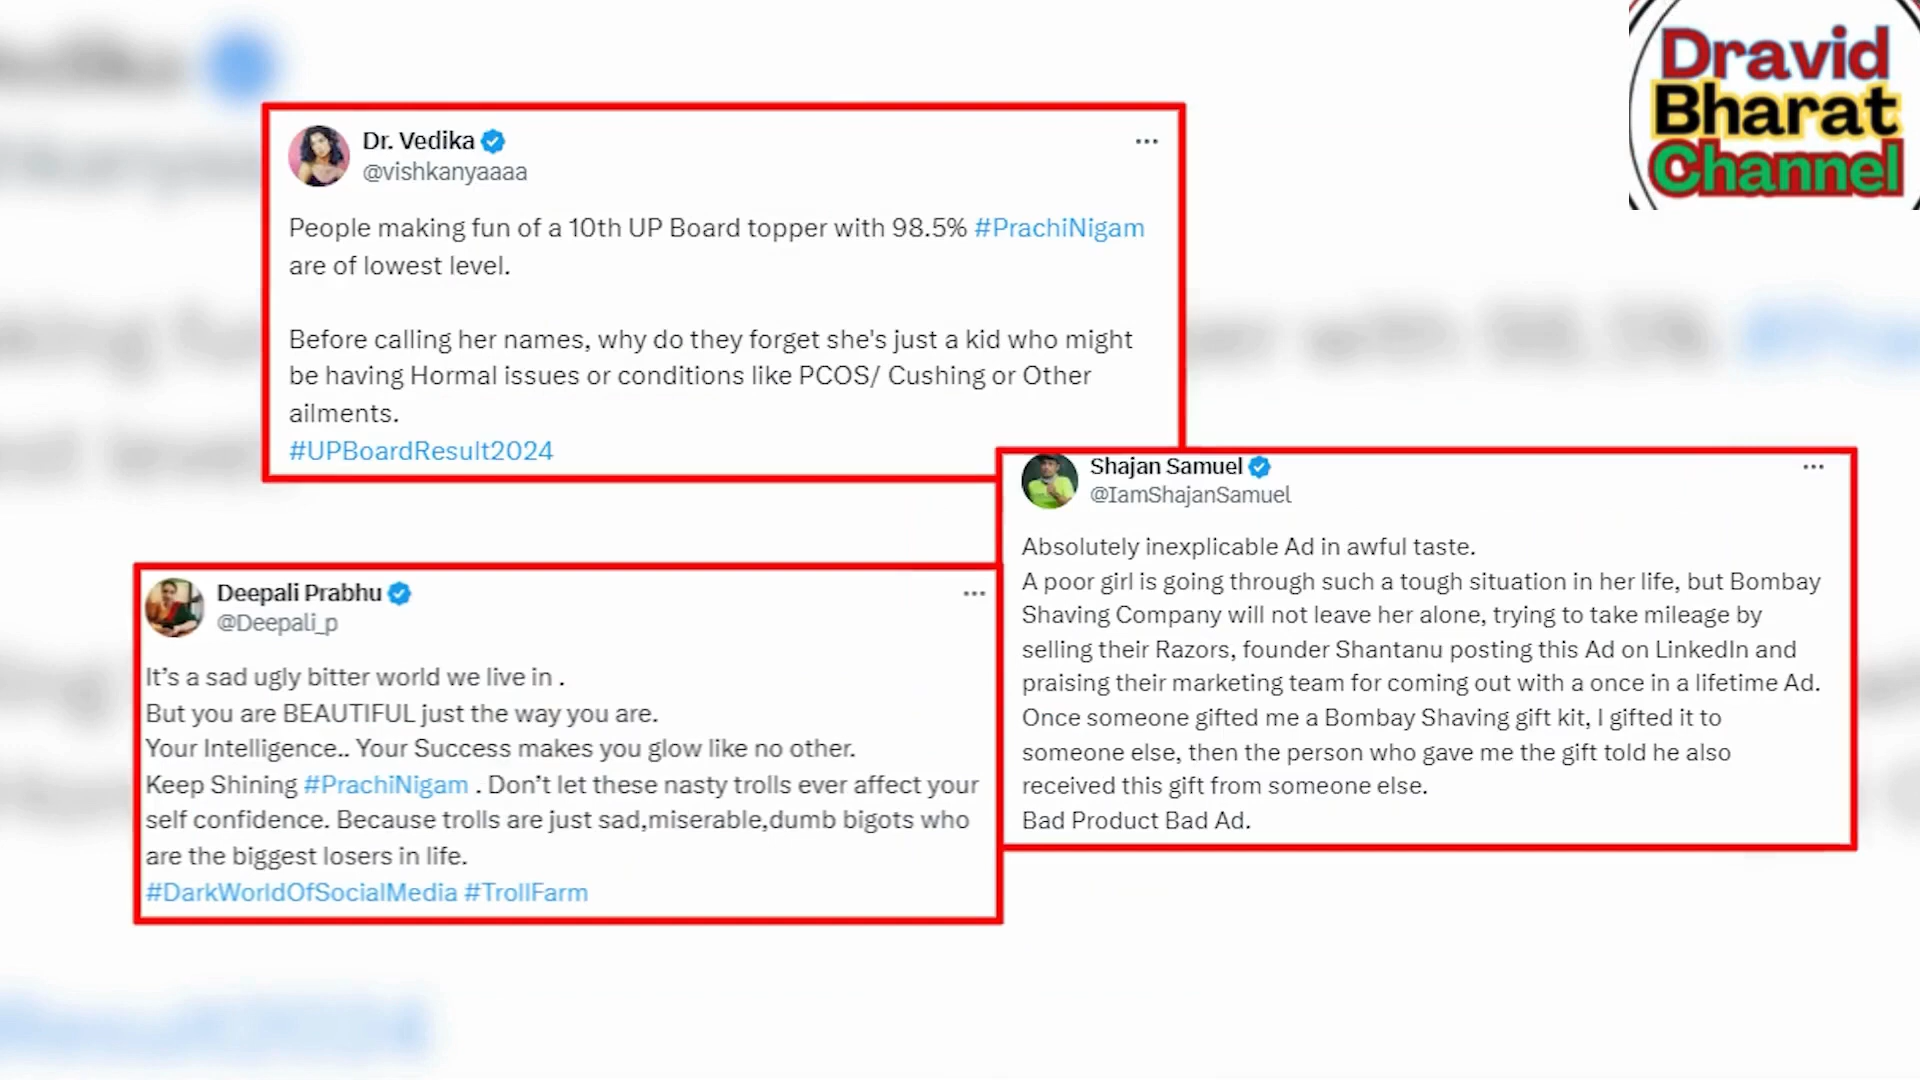 Dravid
Bharat
Channel
Dr. Vedika
@vishkanyaaaa
People making fun of a 10th UP Board topper with 98.5% #PrachiNigam
are of lowest level.
Before calling her names, why do they forget she's just a kid who might
be having Hormal issues or conditions like PCOS/ Cushing or Other
ailments.
#UPBoardResult2024
Shajan Samuel
@IamShajanSamuel
Absolutely inexplicable Ad in awful taste.
A poor girl is going through such a tough situation in her life, but Bombay
Shaving Company will not leave her alone, trying to take mileage by
selling their Razors, founder Shantanu posting this Ad on LinkedIn and
praising their marketing team for coming out with a once in a lifetime Ad.
Once someone gifted me a Bombay Shaving gift kit, I gifted it to
someone else, then the person who gave me the gift told he also
received this gift from someone else.
Bad Product Bad Ad.
Deepali Prabhu
@Deepali_p
It’s a sad ugly bitter world we live in .
But you are BEAUTIFUL just the way you are.
Your Intelligence.. Your Success makes you glow like no other.
Keep Shining #PrachiNigam . Don’t let these nasty trolls ever affect your
self confidence. Because trolls are just sad,miserable,dumb bigots who
are the biggest losers in life.
#DarkWorldOfSocialMedia #TrollFarm